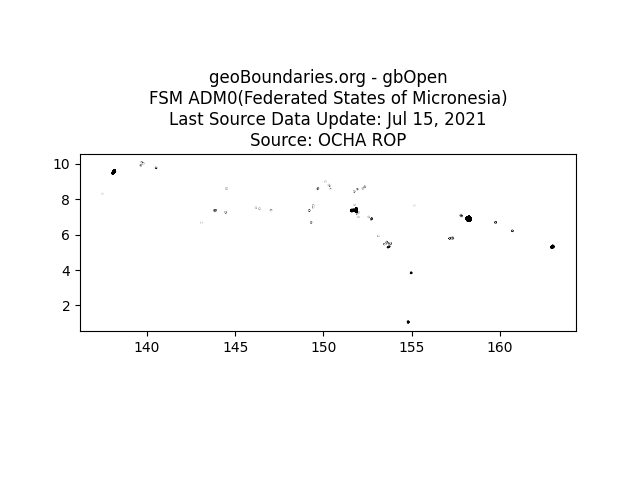 geoBoundaries.org - gbOpen
FSM ADM0(Federated States of Micronesia)
Last Source Data Update: Jul 15, 2021
Source: OCHA ROP
10
8
6
4
2
140 145 150 155 160